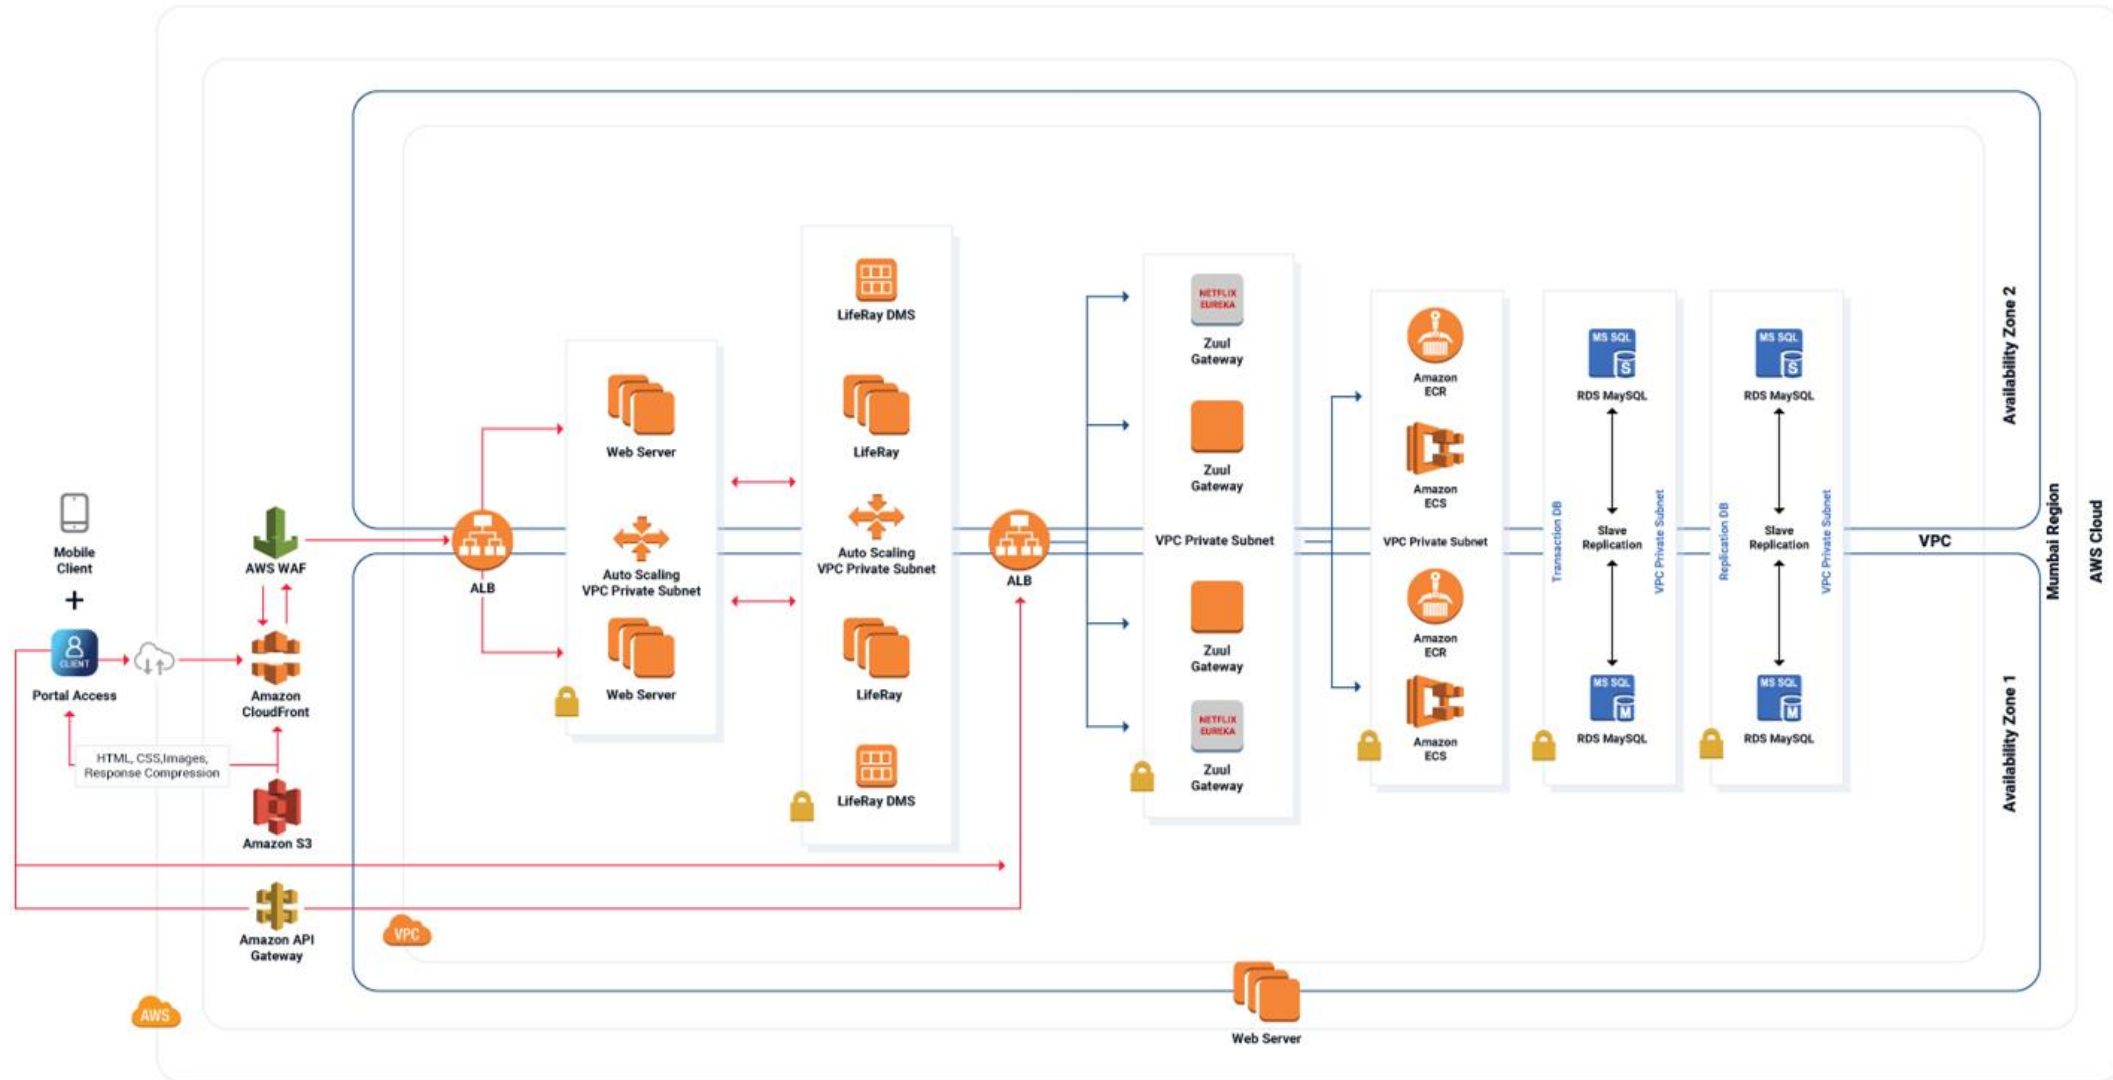 Mobile
Client
+
CLIENT
Portal Access
HTML, CSS,Images,
Response Compression
AWS WAF
Amazon
CloudFront
Amazon S3
Amazon API
Gateway
AWS
VPC
ALB
Web Server
Auto Scaling
VPC Private Subnet
Web Server
LifeRay DMS
LifeRay
Auto Scaling
VPC Private Subnet
LifeRay
LifeRay DMS
ALB
NETFLIX
EUREKA
Zuul
Gateway
Zuul
Gateway
VPC Private Subnet
Zuul
Gateway
NETFLIX
EUREKA
Zuul
Gateway
Amazon
ECR
Amazon
ECS
VPC Private Subnet
Amazon
ECR
Amazon
ECS
MS SQL
S
RDS MaySQL
Transaction DB
Slave
Replication
VPC Private Subnet
MS SQL
M
RDS MaySQL
MS SQL
S
RDS MaySQL
Replication DB
Slave
Replication
VPC Private Subnet
MS SQL
M
RDS MaySQL
VPC
Availability Zone 2
Availability Zone 1
Mumbai Region
AWS Cloud
Web Server